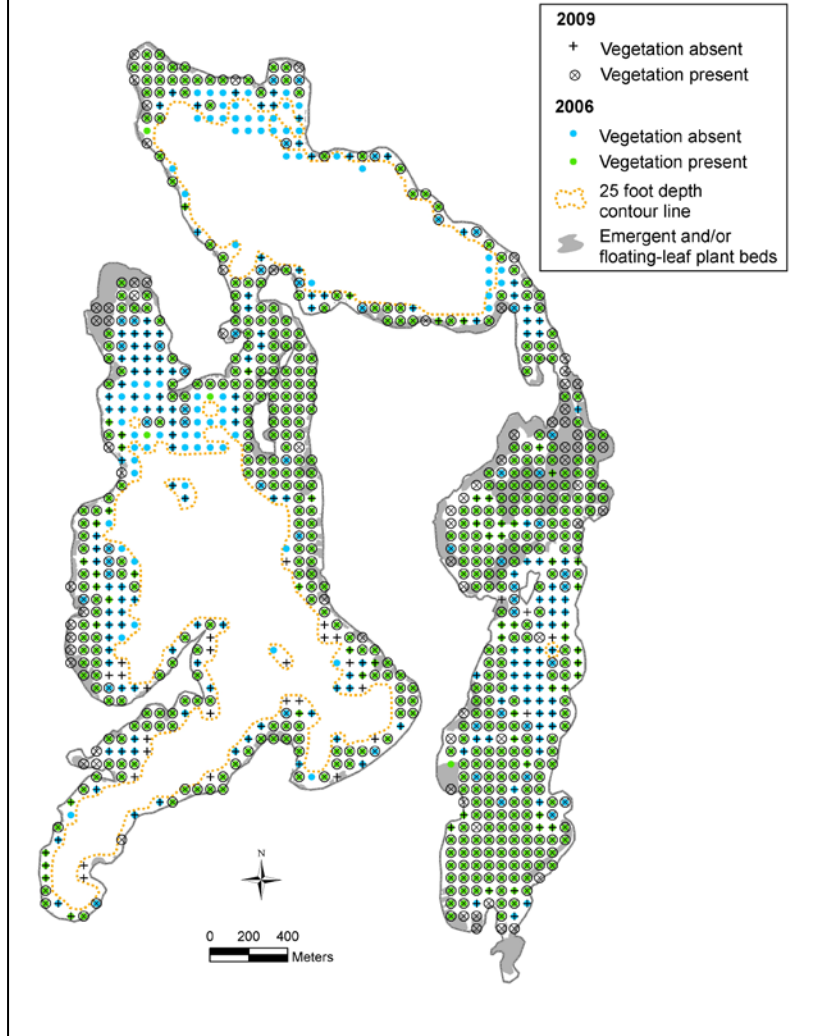 2009
Vegetation absent
Vegetation present
2006
Vegetation absent
Vegetation present
25 foot depth
contour line
Emergent and/or
floating-leaf plant beds
N
0 200 400
Meters